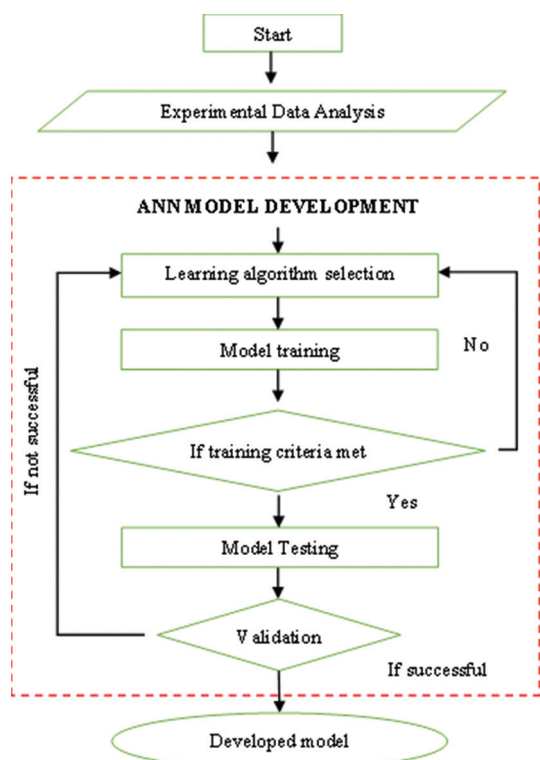 Start
Experimental Data Analysis
ANN MODEL DEVELOPMENT
Learning algorithm selection
Model training
No
If training criteria met
If not successful
Yes
Model Testing
Validation
If successful
Developed model